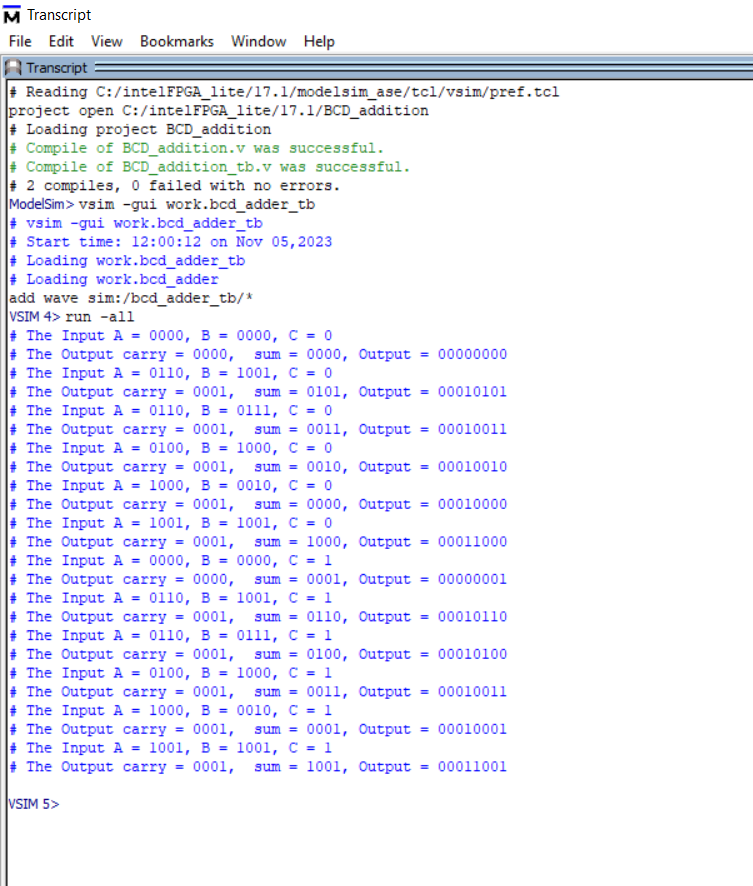 Transcript
File Edit View Bookmarks Window Help
Transcript
# Reading C:/intelFPGA_lite/17.1/modelsim_ase/tcl/vsim/pref.tcl
project open C:/intelFPGA_lite/17.1/BCD_addition
# Loading project BCD_addition
# Compile of BCD_addition.v was successful.
# Compile of BCD_addition_tb.v was successful.
# 2 compiles, 0 failed with no errors.
ModelSim> vsim -gui work.bcd_adder_tb
# vsim -gui work.bcd_adder_tb
# Start time: 12:00:12 on Nov 05,2023
# Loading work.bcd_adder_tb
# Loading work.bcd_adder
add wave sim:/bcd_adder_tb/*
VSIM 4> run -all
# The Input A = 0000, B = 0000, C = 0
# The Output carry = 0000,  sum = 0000, Output = 00000000
# The Input A = 0110, B = 1001, C = 0
# The Output carry = 0001,  sum = 0101, Output = 00010101
# The Input A = 0110, B = 0111, C = 0
# The Output carry = 0001,  sum = 0011, Output = 00010011
# The Input A = 0100, B = 1000, C = 0
# The Output carry = 0001,  sum = 0010, Output = 00010010
# The Input A = 1000, B = 0010, C = 0
# The Output carry = 0001,  sum = 0000, Output = 00010000
# The Input A = 1001, B = 1001, C = 0
# The Output carry = 0001,  sum = 1000, Output = 00011000
# The Input A = 0000, B = 0000, C = 1
# The Output carry = 0000,  sum = 0001, Output = 00000001
# The Input A = 0110, B = 1001, C = 1
# The Output carry = 0001,  sum = 0110, Output = 00010110
# The Input A = 0110, B = 0111, C = 1
# The Output carry = 0001,  sum = 0100, Output = 00010100
# The Input A = 0100, B = 1000, C = 1
# The Output carry = 0001,  sum = 0011, Output = 00010011
# The Input A = 1000, B = 0010, C = 1
# The Output carry = 0001,  sum = 0001, Output = 00010001
# The Input A = 1001, B = 1001, C = 1
# The Output carry = 0001,  sum = 1001, Output = 00011001
VSIM 5>